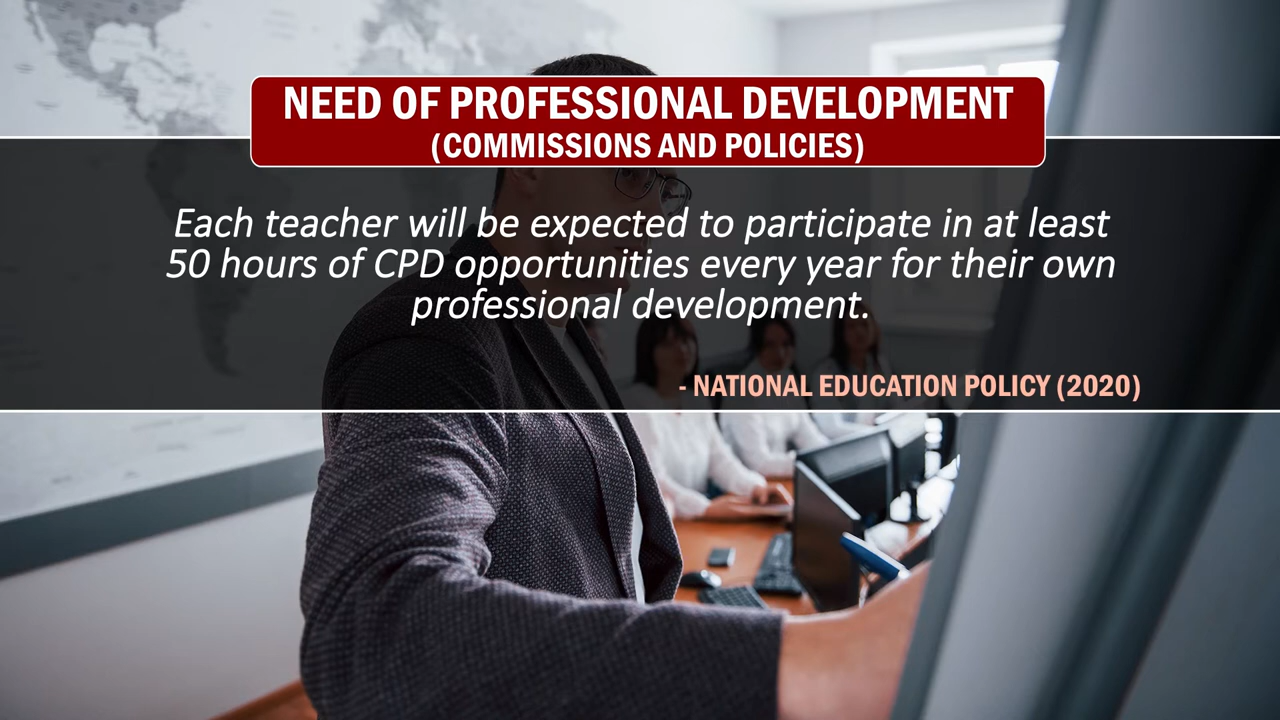 NEED OF PROFESSIONAL DEVELOPMENT
(COMMISSIONS AND POLICIES)
Each teacher will be expected to participate in at least
50 hours of CPD opportunities every year for their own
professional development.
- NATIONAL EDUCATION POLICY (2020)